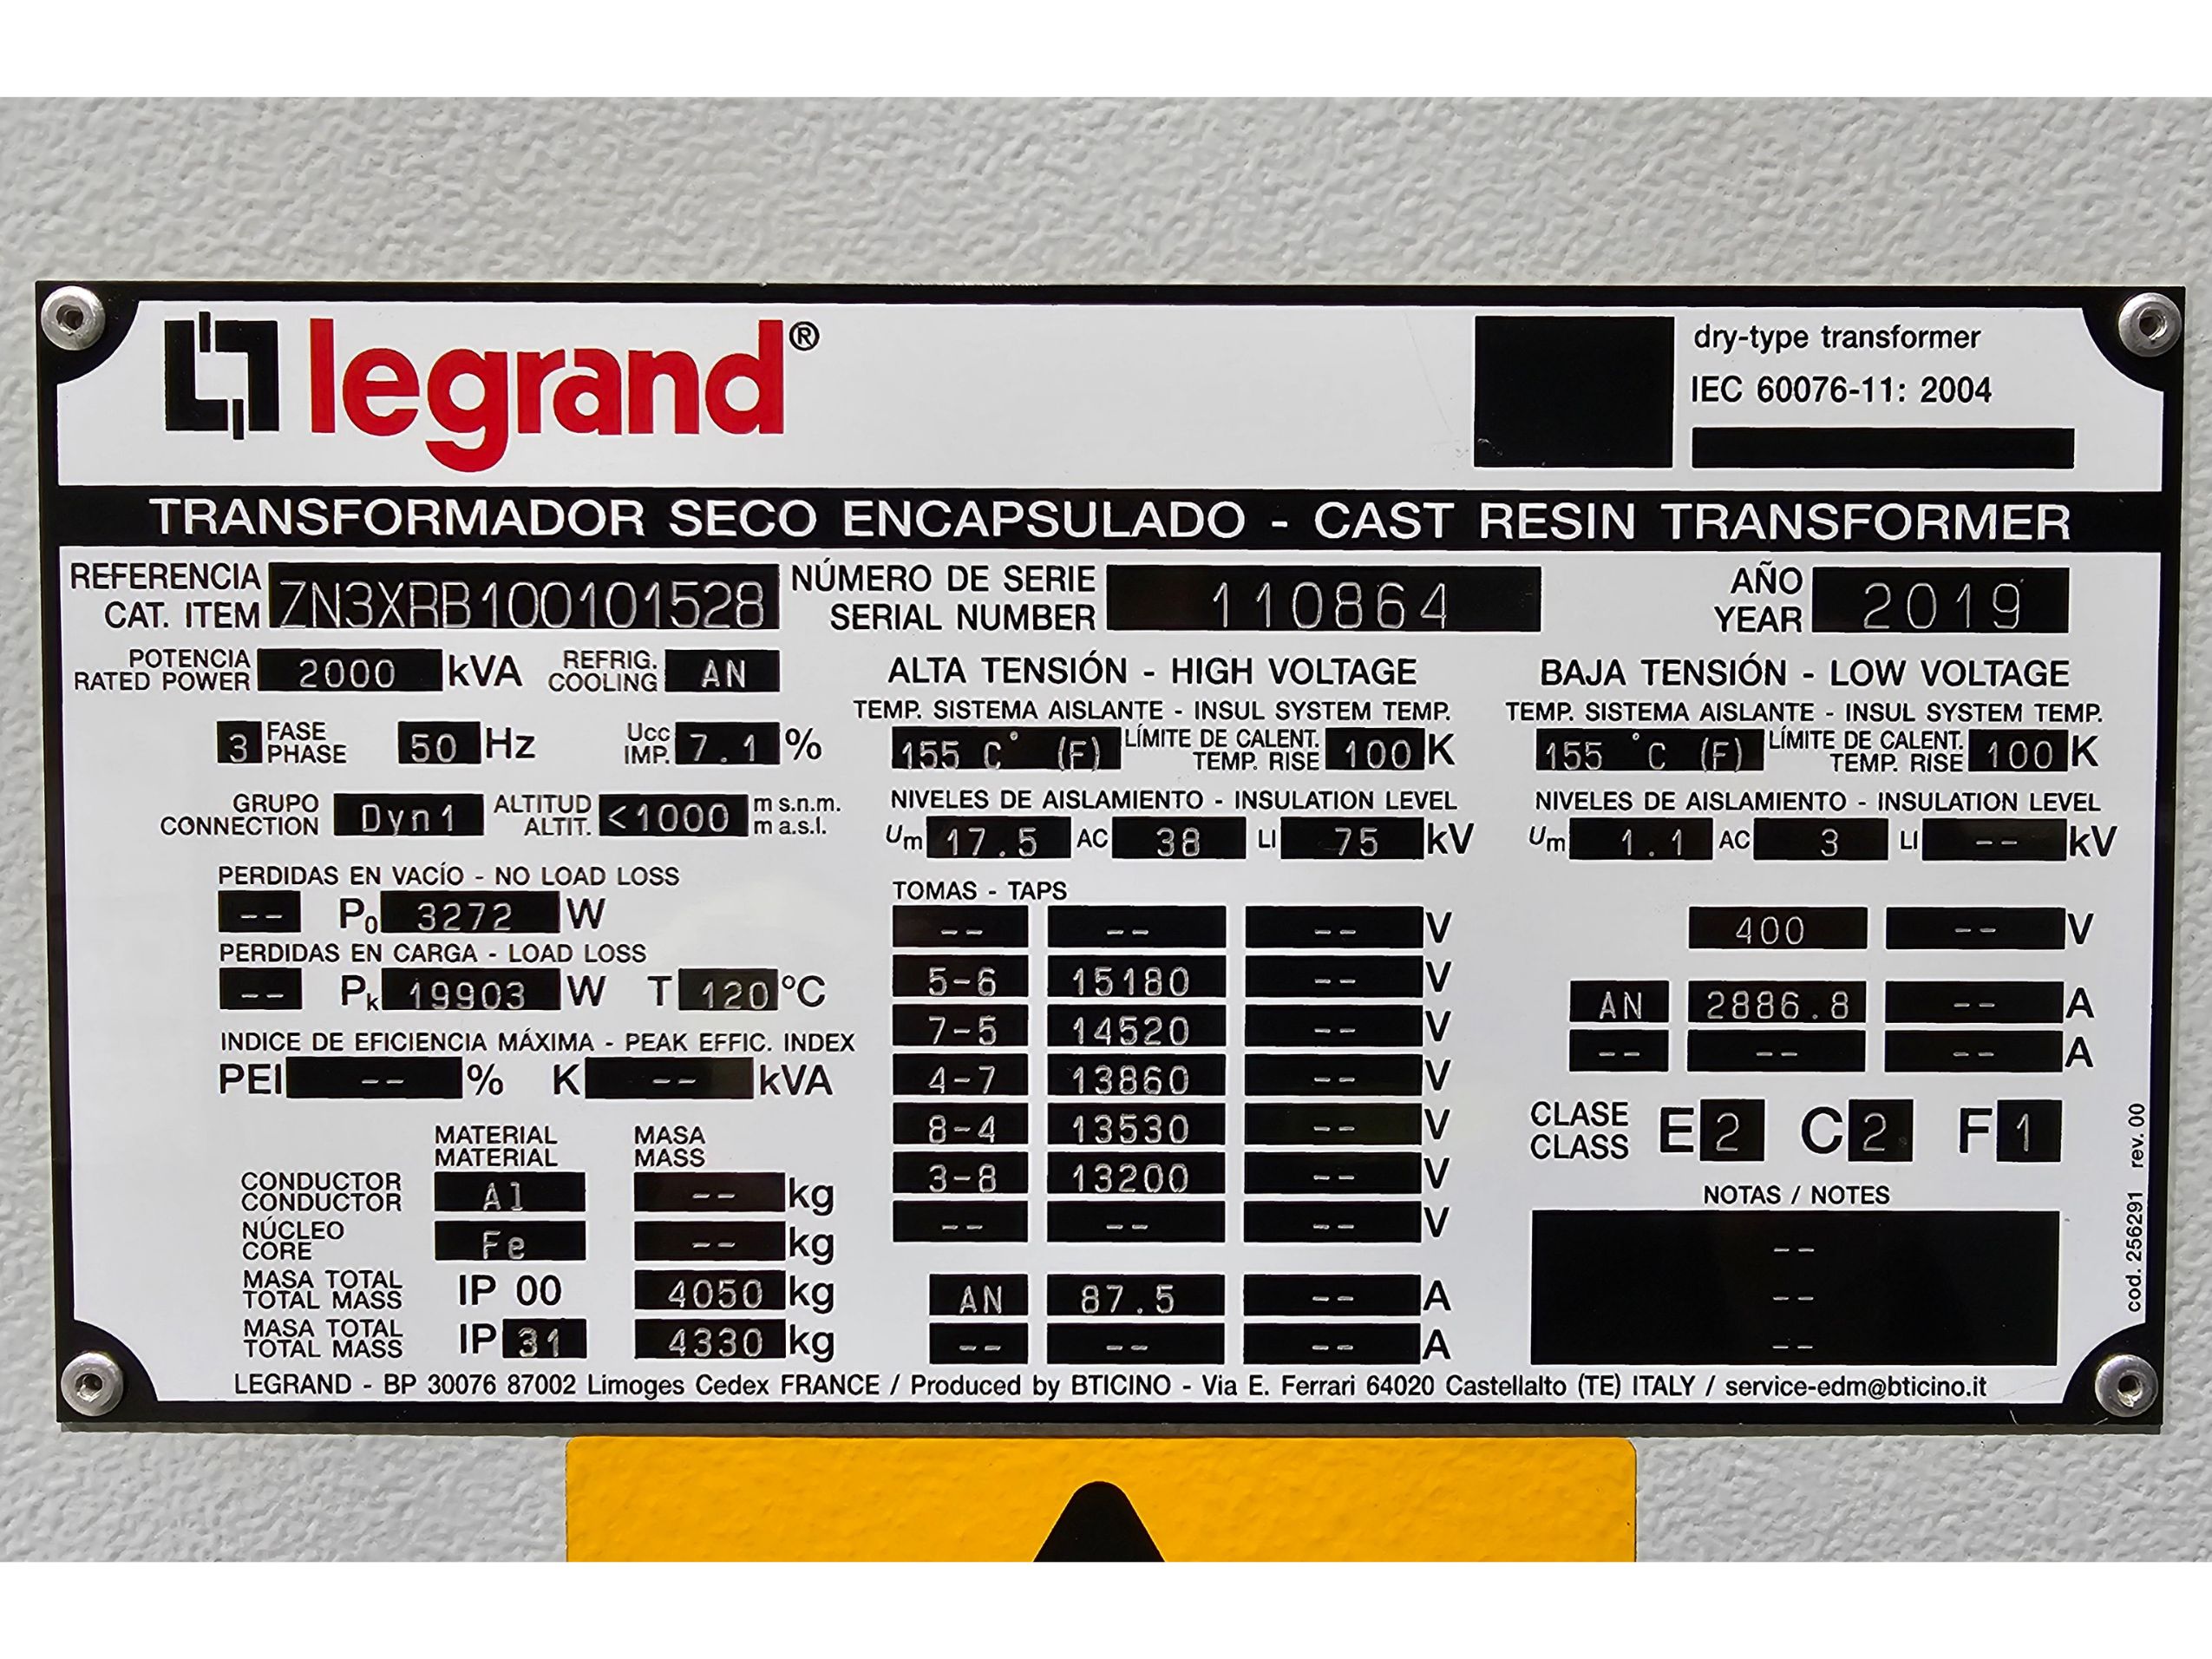 legrand®
dry-type transformer
IEC 60076-11: 2004
TRANSFORMADOR SECO ENCAPSULADO - CAST RESIN TRANSFORMER
REFERENCIA
CAT. ITEM ZN3XRB100101528
NÚMERO DE SERIE
SERIAL NUMBER 110864
AÑO
YEAR 2019
POTENCIA
RATED POWER 2000 kVA
REFRIG.
COOLING AN
3 FASE
PHASE 50 Hz
Ucc
IMP. 7.1 %
GRUPO
CONNECTION Dyn1
ALTITUD
ALTIT. <1000 m s.n.m.
m a.s.l.
PERDIDAS EN VACÍO - NO LOAD LOSS
-- P0 3272 W
PERDIDAS EN CARGA - LOAD LOSS
-- Pk 19903 W T 120 °C
INDICE DE EFICIENCIA MÁXIMA - PEAK EFFIC. INDEX
PEI -- % K -- kVA
MATERIAL MASA
MATERIAL MASS
CONDUCTOR
CONDUCTOR Al -- kg
NÚCLEO
CORE Fe -- kg
MASA TOTAL
TOTAL MASS IP 00 4050 kg
MASA TOTAL
TOTAL MASS IP 31 4330 kg
ALTA TENSIÓN - HIGH VOLTAGE
TEMP. SISTEMA AISLANTE - INSUL SYSTEM TEMP.
155 C° (F) LÍMITE DE CALENT.
TEMP. RISE 100 K
NIVELES DE AISLAMIENTO - INSULATION LEVEL
Um 17.5 AC 38 LI 75 kV
TOMAS - TAPS
-- -- -- V
5-6 15180 -- V
7-5 14520 -- V
4-7 13860 -- V
8-4 13530 -- V
3-8 13200 -- V
-- -- -- V
AN 87.5 -- A
-- -- -- A
BAJA TENSIÓN - LOW VOLTAGE
TEMP. SISTEMA AISLANTE - INSUL SYSTEM TEMP.
155 °C (F) LÍMITE DE CALENT.
TEMP. RISE 100 K
NIVELES DE AISLAMIENTO - INSULATION LEVEL
Um 1.1 AC 3 LI -- kV
400 -- V
AN 2886.8 -- A
-- -- -- A
CLASE
CLASS E 2 C 2 F 1
NOTAS / NOTES
--
--
--
cod. 256291 rev. 00
LEGRAND - BP 30076 87002 Limoges Cedex FRANCE / Produced by BTICINO - Via E. Ferrari 64020 Castellalto (TE) ITALY / service-edm@bticino.it